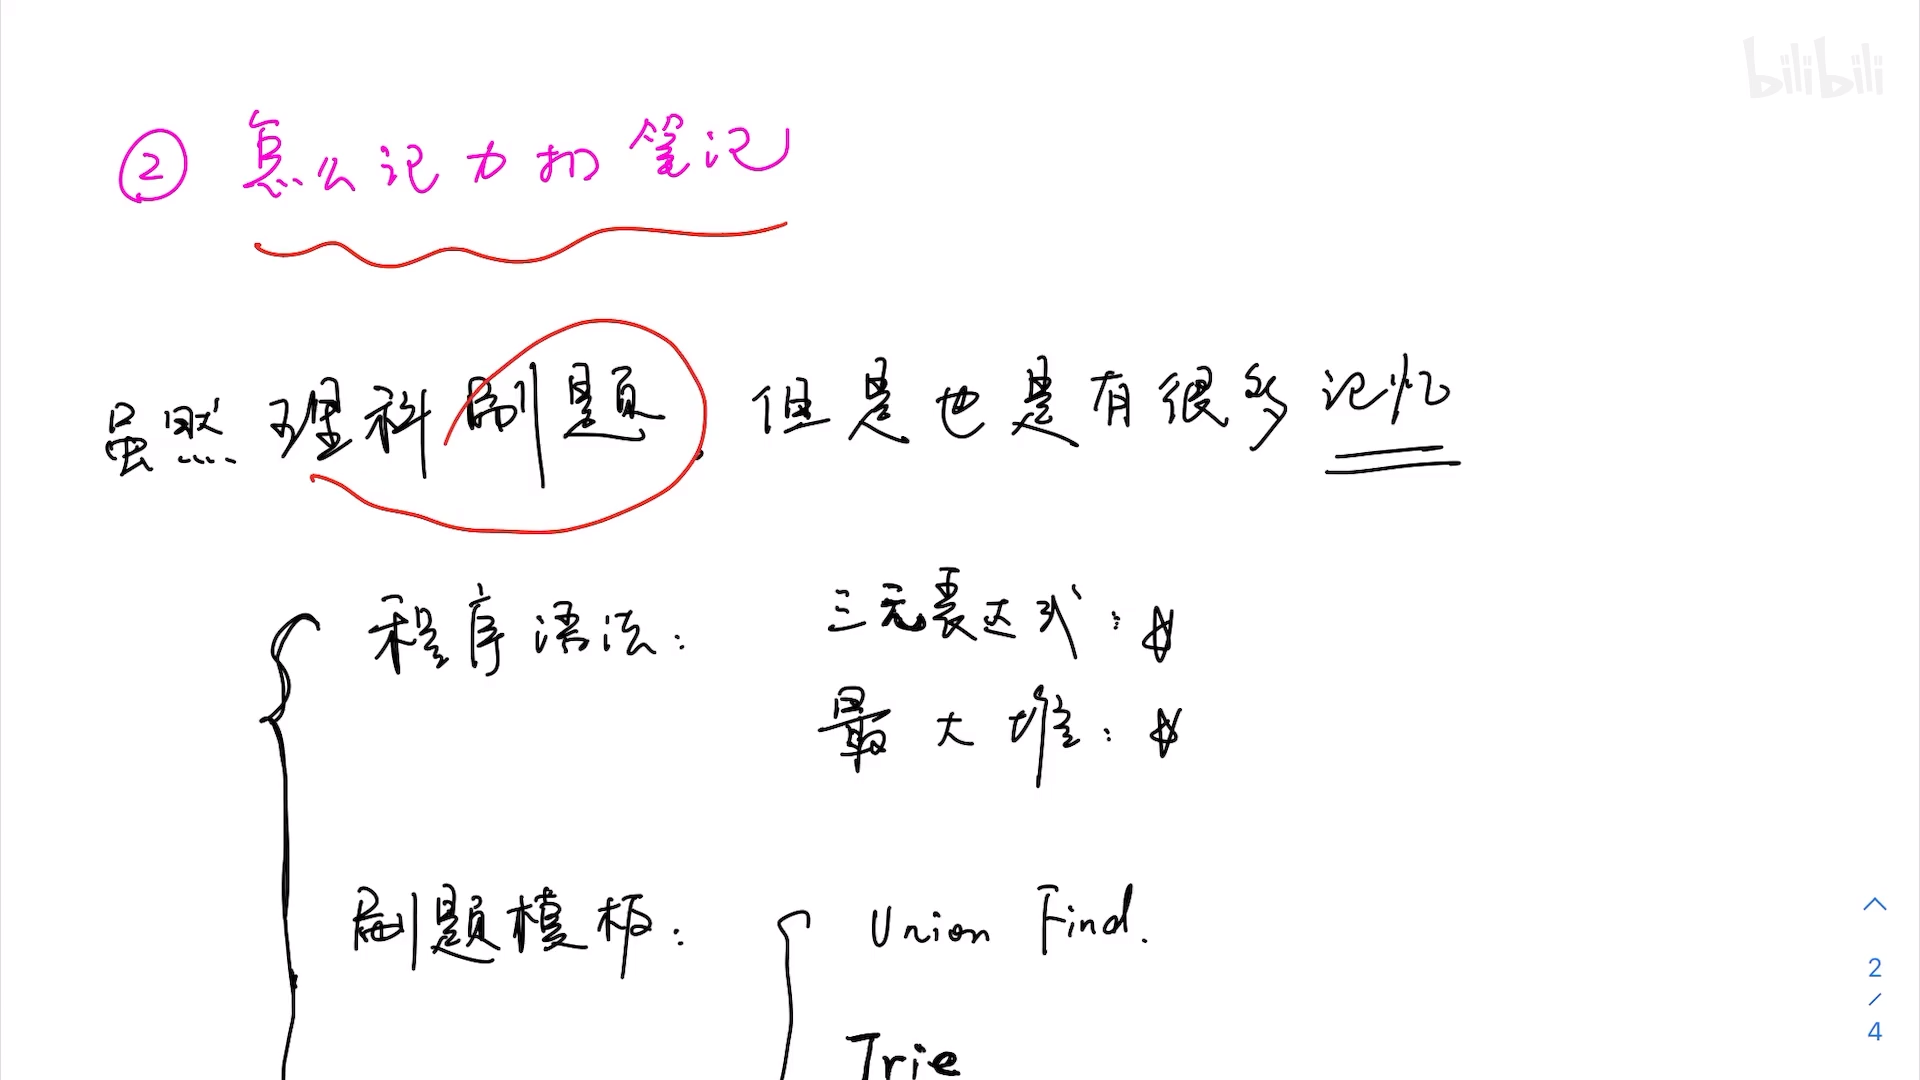 bilibili
② 怎么记力扣笔记
虽然理科刷题. 但是也是有很多记忆
程序语法: 三元表达式: ☆
最大堆: ☆
刷题模板: { Union Find.
Trie
2/4